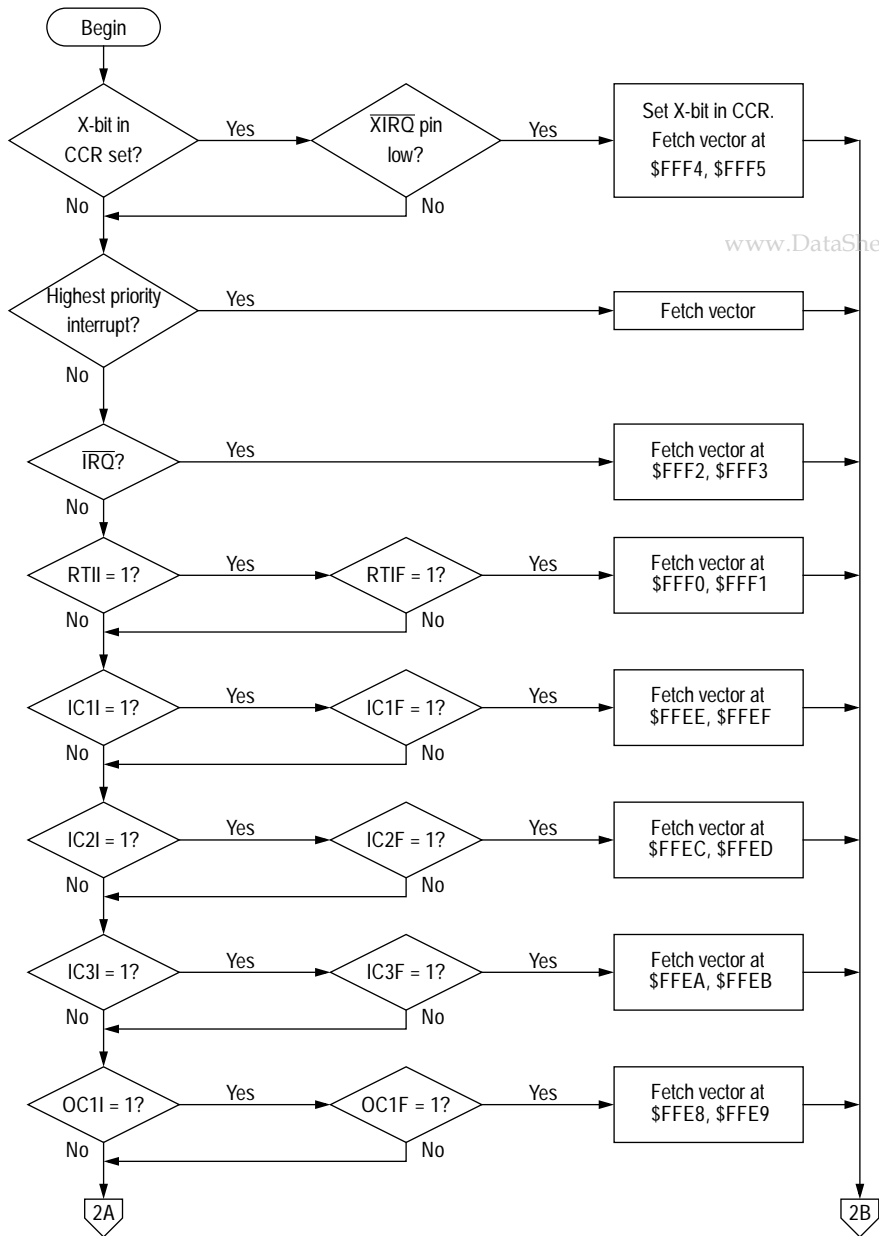 Begin
X-bit in
CCR set?
Yes
XIRQ pin
low?
Yes
Set X-bit in CCR.
Fetch vector at
$FFF4, $FFF5
No
No
www.DataShe
Highest priority
interrupt?
Yes
Fetch vector
No
IRQ?
Yes
Fetch vector at
$FFF2, $FFF3
No
RTII = 1?
Yes
RTIF = 1?
Yes
Fetch vector at
$FFF0, $FFF1
No
No
IC1I = 1?
Yes
IC1F = 1?
Yes
Fetch vector at
$FFEE, $FFEF
No
No
IC2I = 1?
Yes
IC2F = 1?
Yes
Fetch vector at
$FFEC, $FFED
No
No
IC3I = 1?
Yes
IC3F = 1?
Yes
Fetch vector at
$FFEA, $FFEB
No
No
OC1I = 1?
Yes
OC1F = 1?
Yes
Fetch vector at
$FFE8, $FFE9
No
No
2A
2B